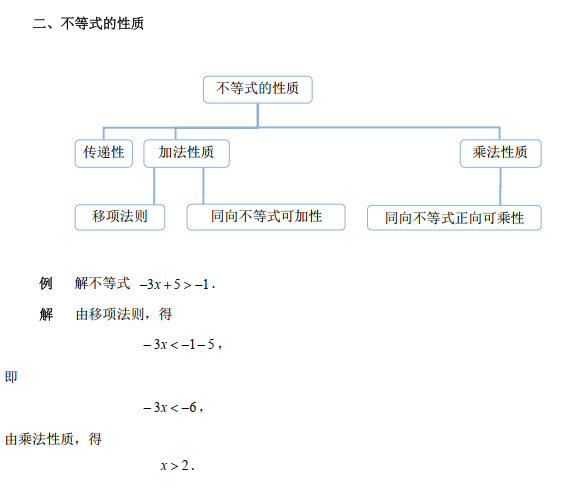 二、不等式的性质
不等式的性质
传递性 加法性质 乘法性质
移项法则 同向不等式可加性 同向不等式正向可乘性
例 解不等式 −3x+5>−1.
解 由移项法则，得
−3x<−1−5，
即
−3x<−6，
由乘法性质，得
x>2.